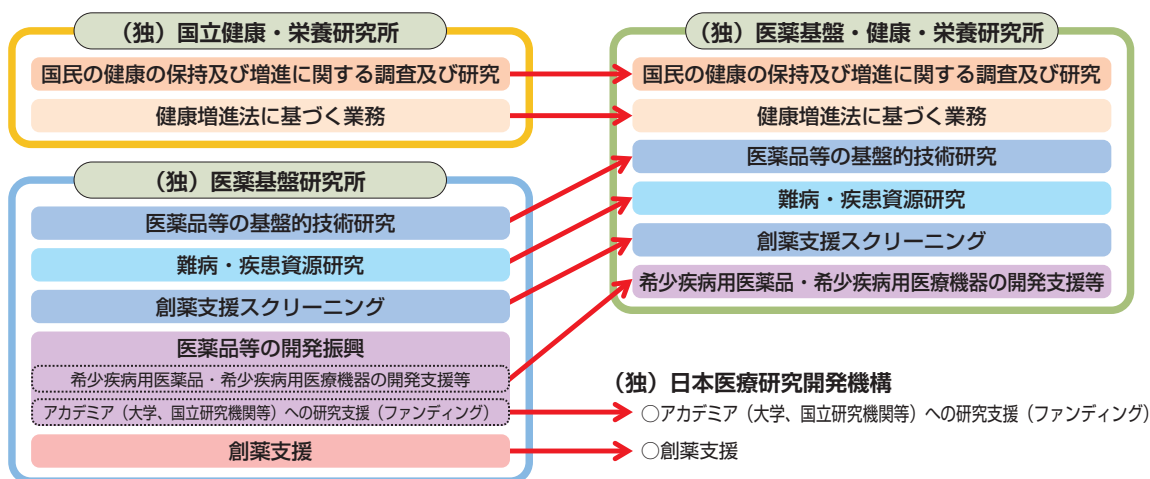 （独）国立健康・栄養研究所
国民の健康の保持及び増進に関する調査及び研究
健康増進法に基づく業務
（独）医薬基盤研究所
医薬品等の基盤的技術研究
難病・疾患資源研究
創薬支援スクリーニング
医薬品等の開発振興
希少疾病用医薬品・希少疾病用医療機器の開発支援等
アカデミア（大学、国立研究機関等）への研究支援（ファンディング）
創薬支援
（独）医薬基盤・健康・栄養研究所
国民の健康の保持及び増進に関する調査及び研究
健康増進法に基づく業務
医薬品等の基盤的技術研究
難病・疾患資源研究
創薬支援スクリーニング
希少疾病用医薬品・希少疾病用医療機器の開発支援等
（独）日本医療研究開発機構
○アカデミア（大学、国立研究機関等）への研究支援（ファンディング）
○創薬支援